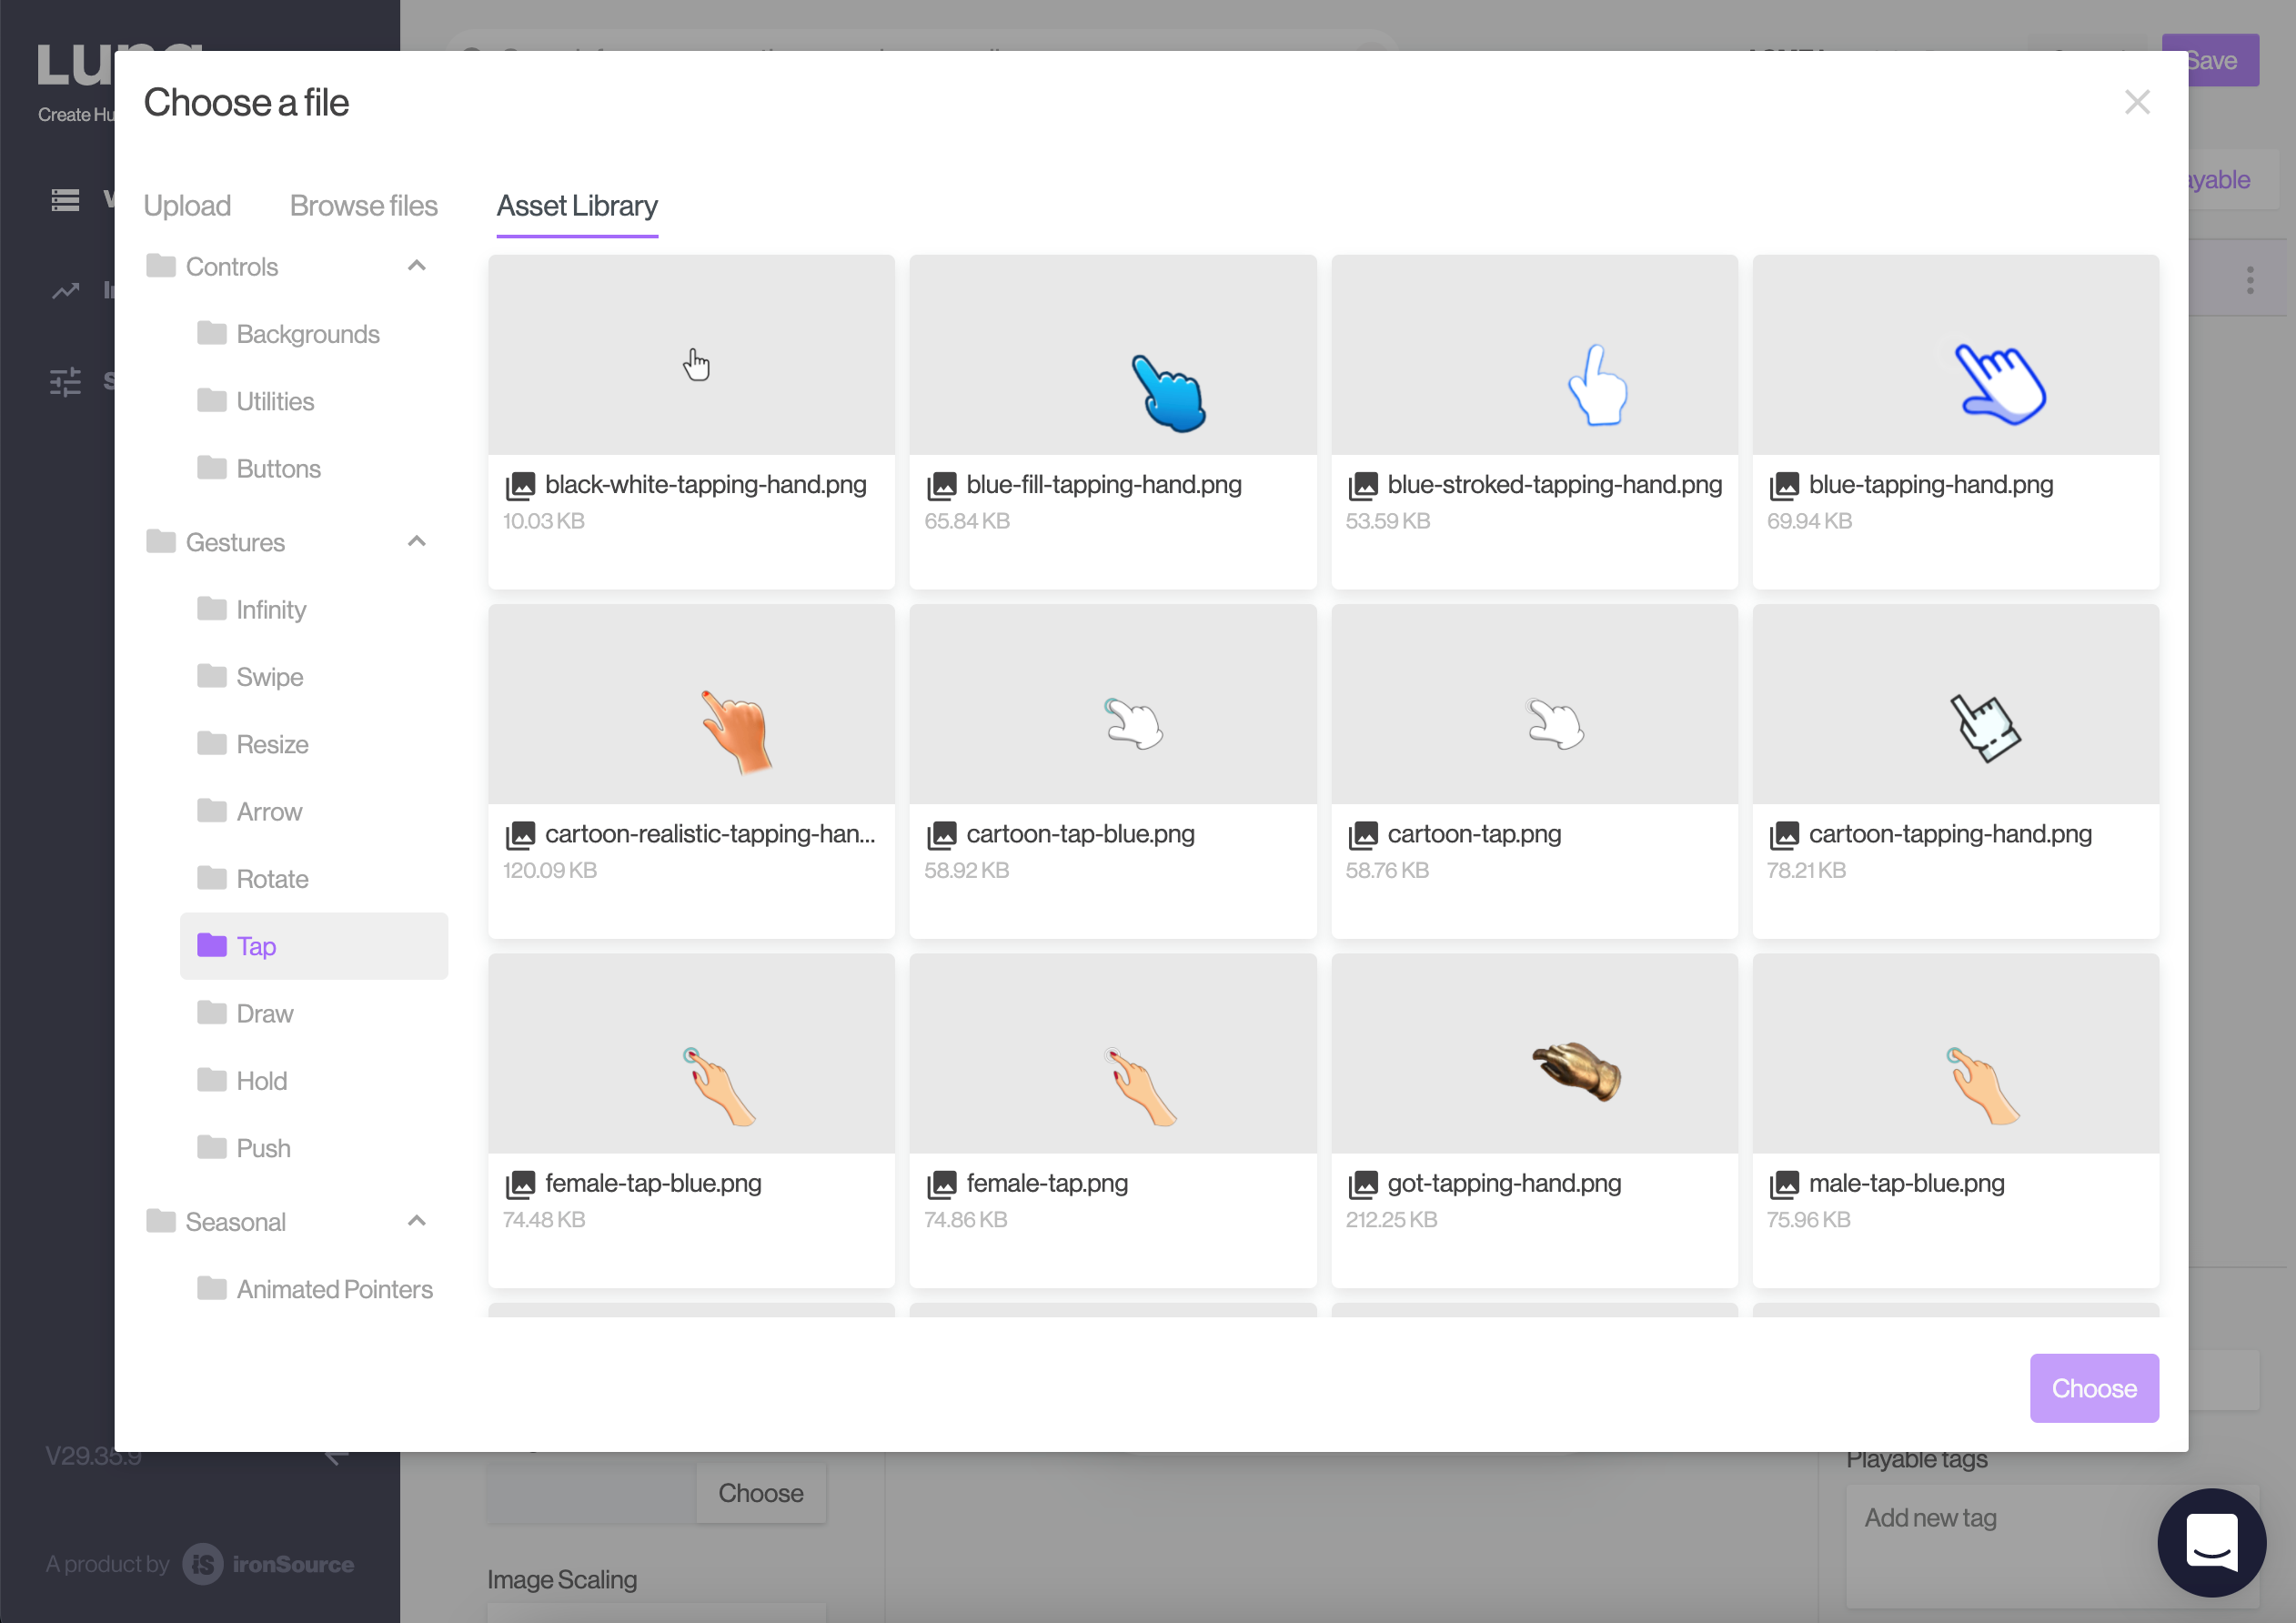 Save
Create Hu
Choose a file
ayable
Upload
Browse files
Asset Library
Controls
Backgrounds
Utilities
Buttons
Gestures
Infinity
Swipe
Resize
Arrow
Rotate
Tap
Draw
Hold
Push
Seasonal
Animated Pointers
black-white-tapping-hand.png
10.03 KB
blue-fill-tapping-hand.png
65.84 KB
blue-stroked-tapping-hand.png
53.59 KB
blue-tapping-hand.png
69.94 KB
cartoon-realistic-tapping-han...
120.09 KB
cartoon-tap-blue.png
58.92 KB
cartoon-tap.png
58.76 KB
cartoon-tapping-hand.png
78.21 KB
female-tap-blue.png
74.48 KB
female-tap.png
74.86 KB
got-tapping-hand.png
212.25 KB
male-tap-blue.png
75.96 KB
Choose
V29.35.9
Choose
Playable tags
Add new tag
A product by iS ironSource
Image Scaling